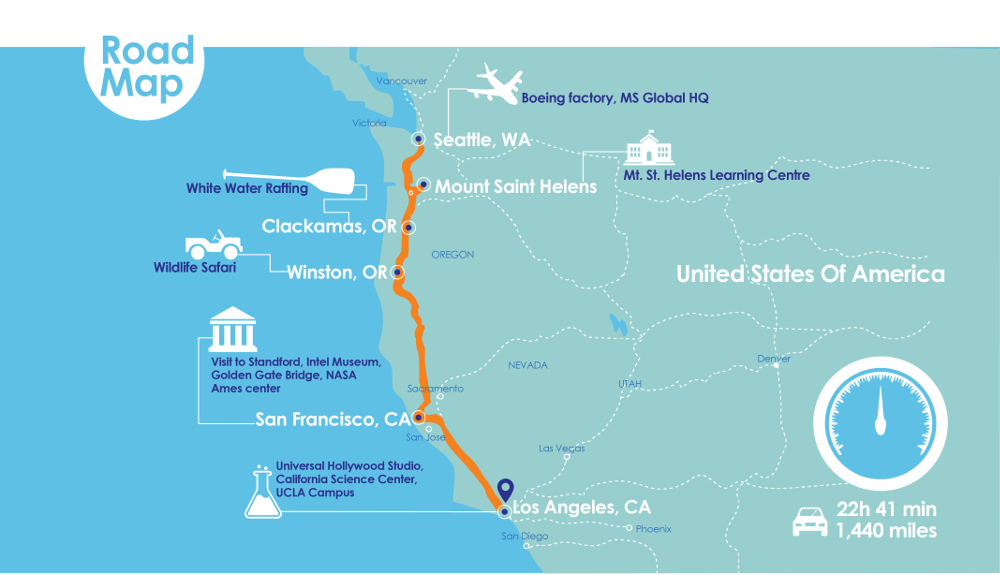 Road
Map
Vancouver
Boeing factory, MS Global HQ
Victoria
Seattle, WA
Mt. St. Helens Learning Centre
White Water Rafting
Mount Saint Helens
Clackamas, OR
OREGON
Wildlife Safari
Winston, OR
United States Of America
Visit to Standford, Intel Museum,
Golden Gate Bridge, NASA
Ames center
NEVADA
Denver
UTAH
Sacramento
San Francisco, CA
San Jose
Las Vegas
Universal Hollywood Studio,
California Science Center,
UCLA Campus
Los Angeles, CA
22h 41 min
1,440 miles
Phoenix
San Diego